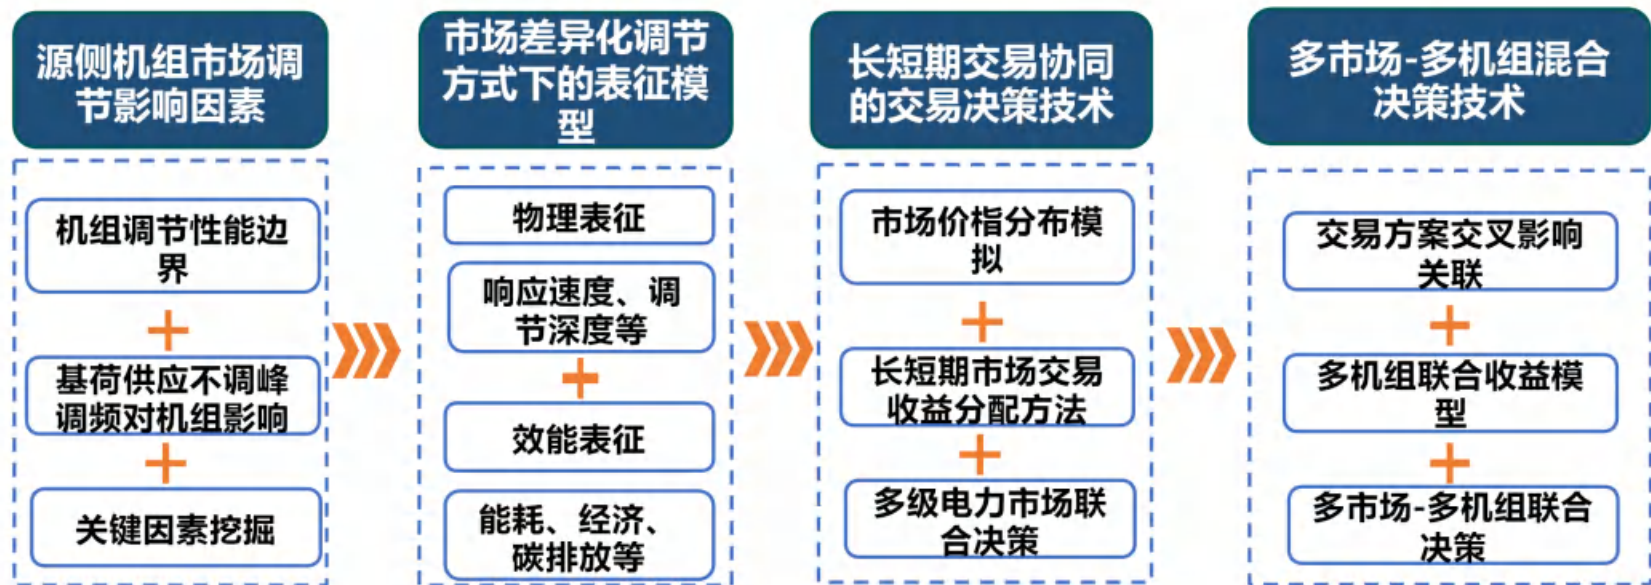 源侧机组市场调
节影响因素
机组调节性能边
界
基荷供应不调峰
调频对机组影响
关键因素挖掘
市场差异化调节
方式下的表征模
型
物理表征
响应速度、调
节深度等
效能表征
能耗、经济、
碳排放等
长短期交易协同
的交易决策技术
市场价指分布模
拟
长短期市场交易
收益分配方法
多级电力市场联
合决策
多市场-多机组混合
决策技术
交易方案交叉影响
关联
多机组联合收益模
型
多市场-多机组联合
决策